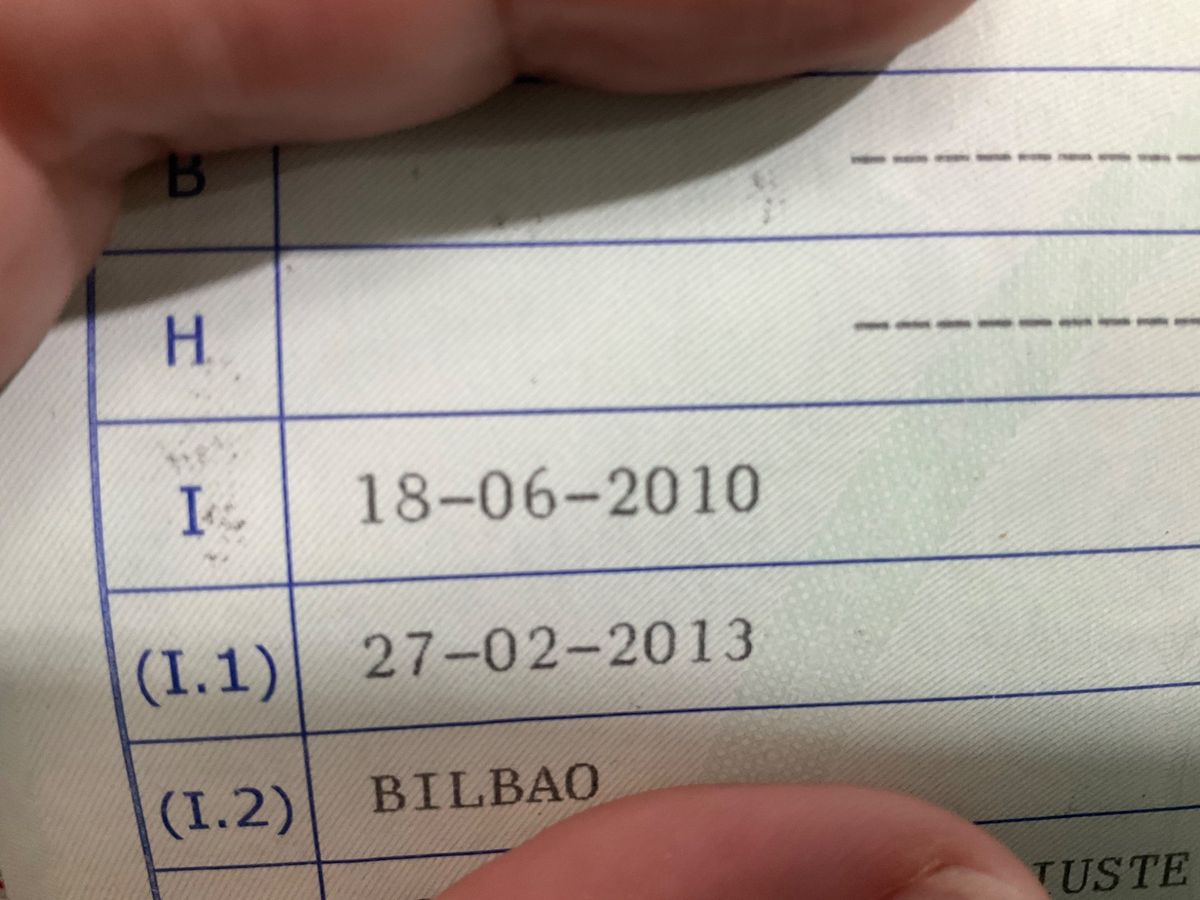 B ----------
H ----------
I 18-06-2010
(I.1) 27-02-2013
(I.2) BILBAO